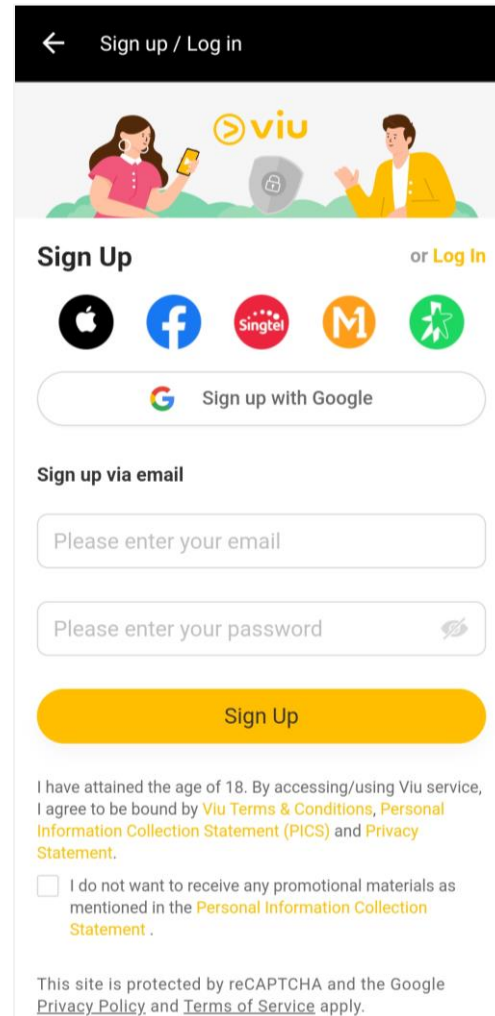 Sign up / Log in
viu
Sign Up
or Log In
Singtel
M1
Sign up with Google
Sign up via email
Please enter your email
Please enter your password
Sign Up
I have attained the age of 18. By accessing/using Viu service,
I agree to be bound by Viu Terms & Conditions, Personal
Information Collection Statement (PICS) and Privacy
Statement.
I do not want to receive any promotional materials as
mentioned in the Personal Information Collection
Statement .
This site is protected by reCAPTCHA and the Google
Privacy Policy and Terms of Service apply.